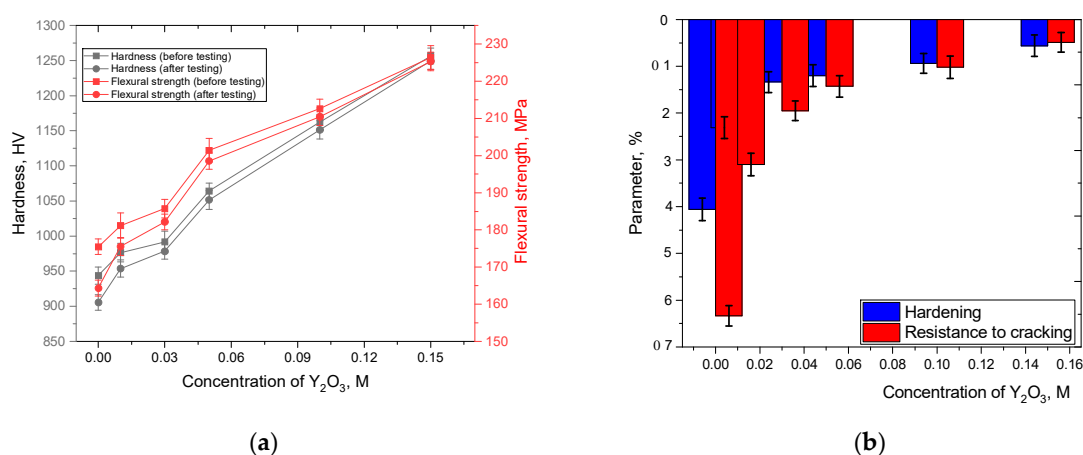 1300
1250
1200
1150
1100
1050
1000
950
900
850
Hardness, HV
Hardness (before testing)
Hardness (after testing)
Flexural strength (before testing)
Flexural strength (after testing)
230
220
210
200
190
180
170
160
150
Flexural strength, MPa
0.00 0.03 0.06 0.09 0.12 0.15
Concentration of Y₂O₃, M
(a)
0
0 1
2
3
4
5
6
0 7
Parameter, %
Hardening
Resistance to cracking
0.00 0.02 0.04 0.06 0.08 0.10 0.12 0.14 0.16
Concentration of Y₂O₃, M
(b)